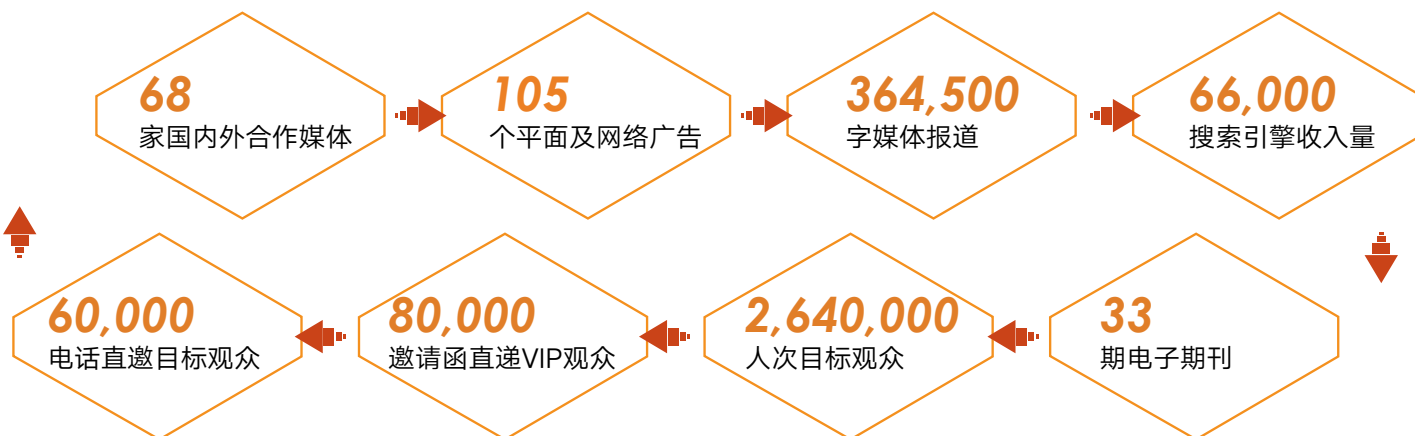 68
家国内外合作媒体
105
个平面及网络广告
364,500
字媒体报道
66,000
搜索引擎收入量
33
期电子期刊
2,640,000
人次目标观众
80,000
邀请函直递VIP观众
60,000
电话直邀目标观众